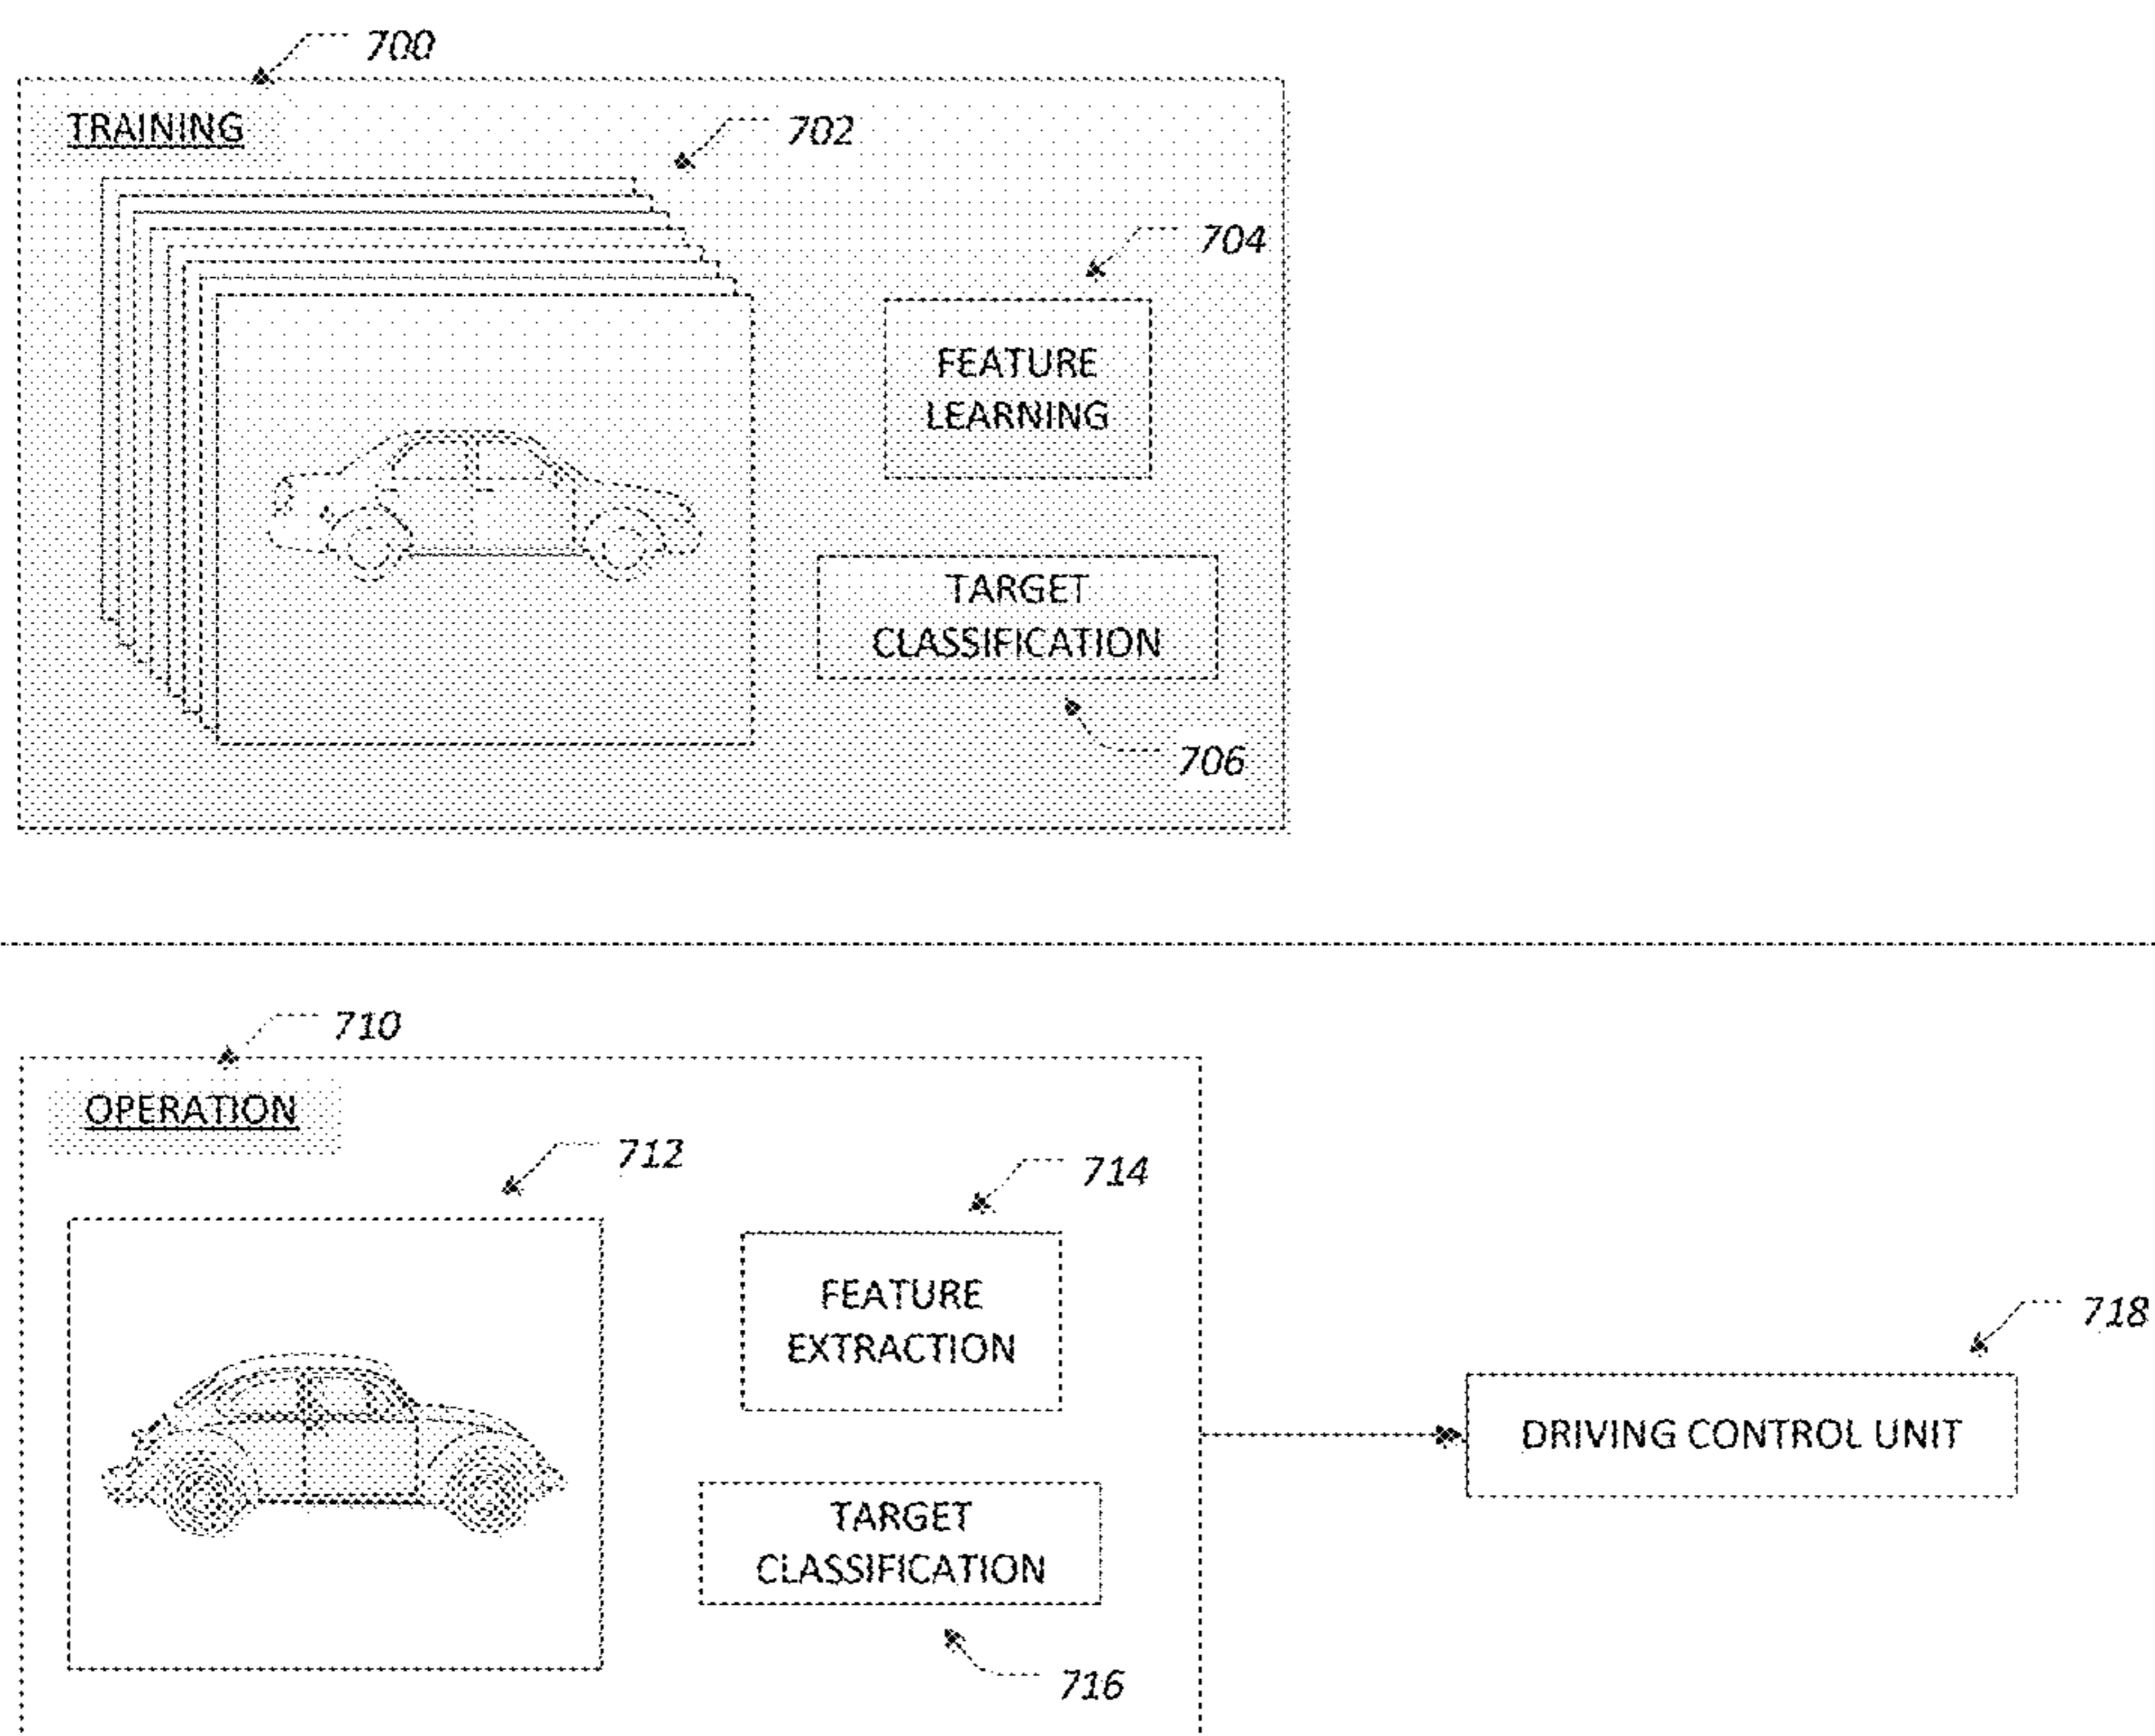 700
TRAINING
702
704
FEATURE
LEARNING
TARGET
CLASSIFICATION
706
710
OPERATION
712
714
FEATURE
EXTRACTION
718
DRIVING CONTROL UNIT
TARGET
CLASSIFICATION
716